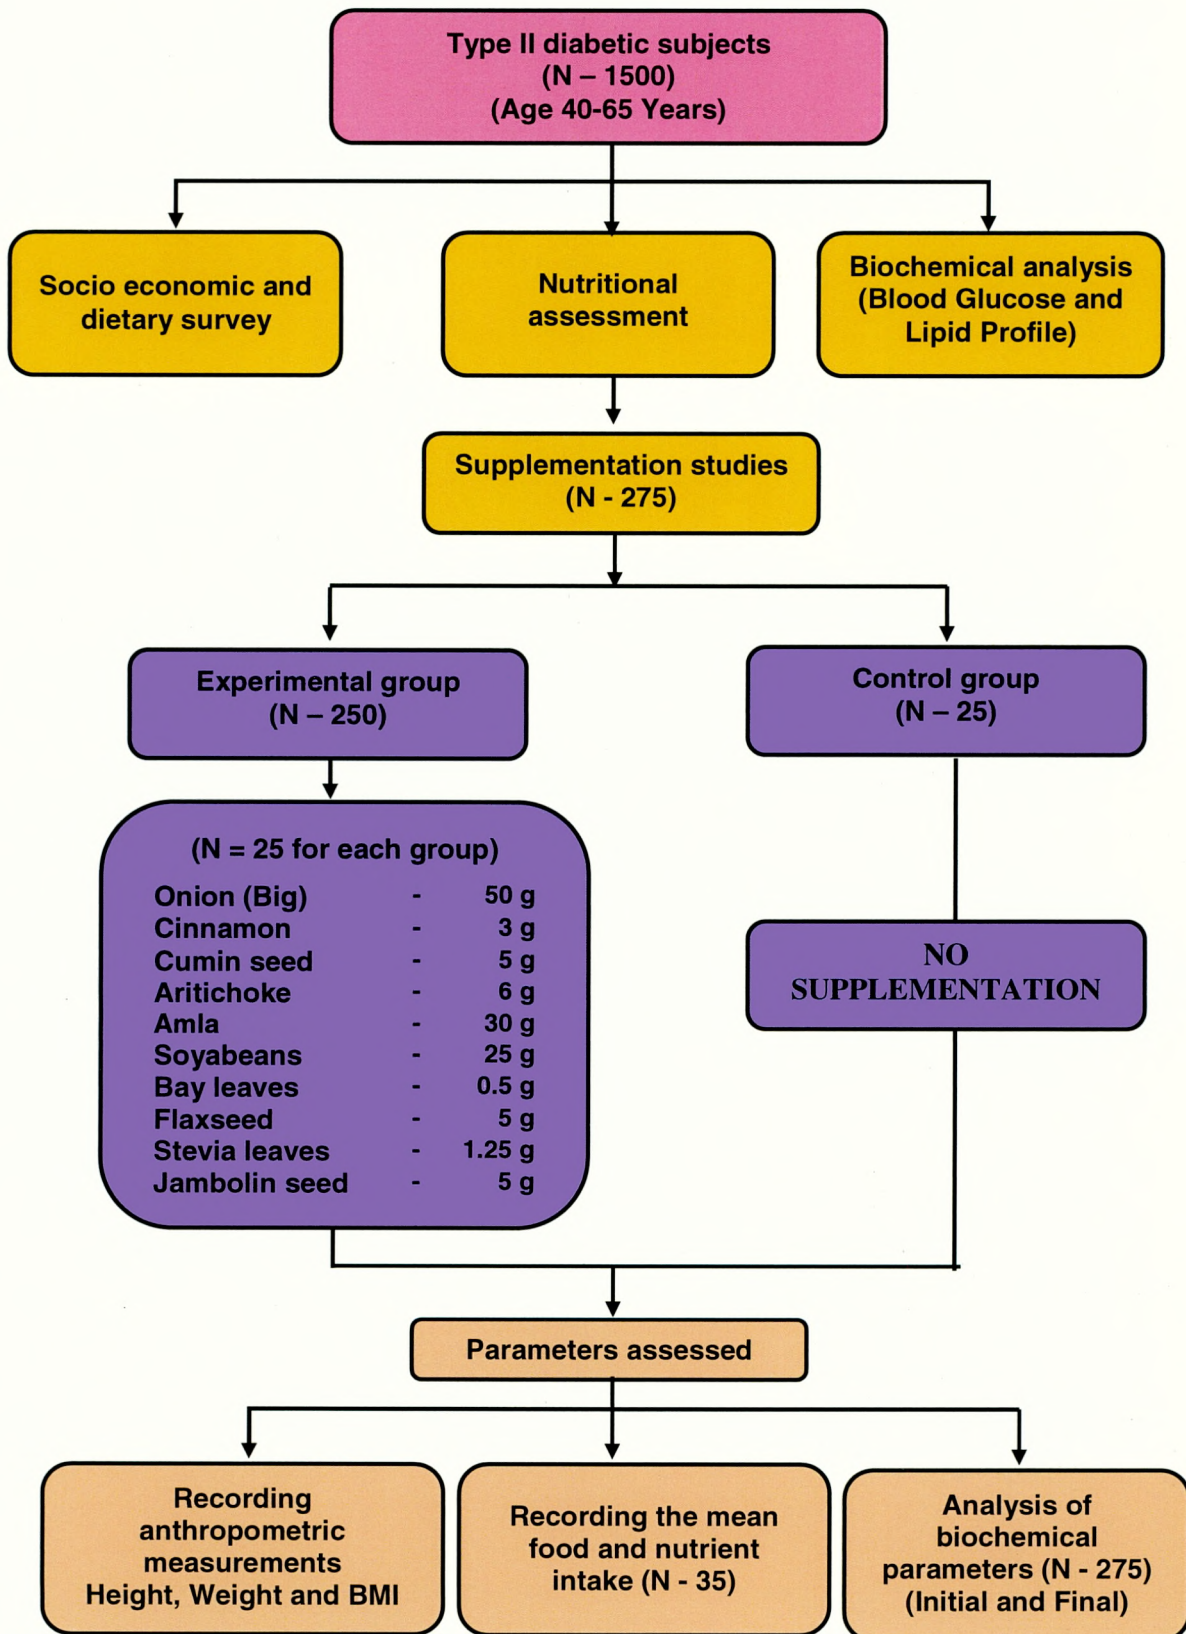 Type II diabetic subjects
(N – 1500)
(Age 40-65 Years)
Socio economic and
dietary survey
Nutritional
assessment
Biochemical analysis
(Blood Glucose and
Lipid Profile)
Supplementation studies
(N - 275)
Experimental group
(N – 250)
Control group
(N – 25)
(N = 25 for each group)
Onion (Big) - 50 g
Cinnamon - 3 g
Cumin seed - 5 g
Aritichoke - 6 g
Amla - 30 g
Soyabeans - 25 g
Bay leaves - 0.5 g
Flaxseed - 5 g
Stevia leaves - 1.25 g
Jambolin seed - 5 g
NO
SUPPLEMENTATION
Parameters assessed
Recording
anthropometric
measurements
Height, Weight and BMI
Recording the mean
food and nutrient
intake (N - 35)
Analysis of
biochemical
parameters (N - 275)
(Initial and Final)